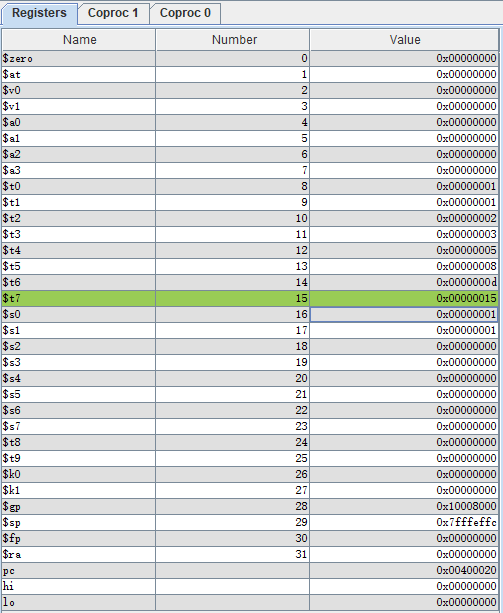 Registers Coproc 1 Coproc 0
Name Number Value
$zero 0 0x00000000
$at 1 0x00000000
$v0 2 0x00000000
$v1 3 0x00000000
$a0 4 0x00000000
$a1 5 0x00000000
$a2 6 0x00000000
$a3 7 0x00000000
$t0 8 0x00000001
$t1 9 0x00000001
$t2 10 0x00000002
$t3 11 0x00000003
$t4 12 0x00000005
$t5 13 0x00000008
$t6 14 0x0000000d
$t7 15 0x00000015
$s0 16 0x00000001
$s1 17 0x00000001
$s2 18 0x00000000
$s3 19 0x00000000
$s4 20 0x00000000
$s5 21 0x00000000
$s6 22 0x00000000
$s7 23 0x00000000
$t8 24 0x00000000
$t9 25 0x00000000
$k0 26 0x00000000
$k1 27 0x00000000
$gp 28 0x10008000
$sp 29 0x7fffeffc
$fp 30 0x00000000
$ra 31 0x00000000
pc 0x00400020
hi 0x00000000
lo 0x00000000